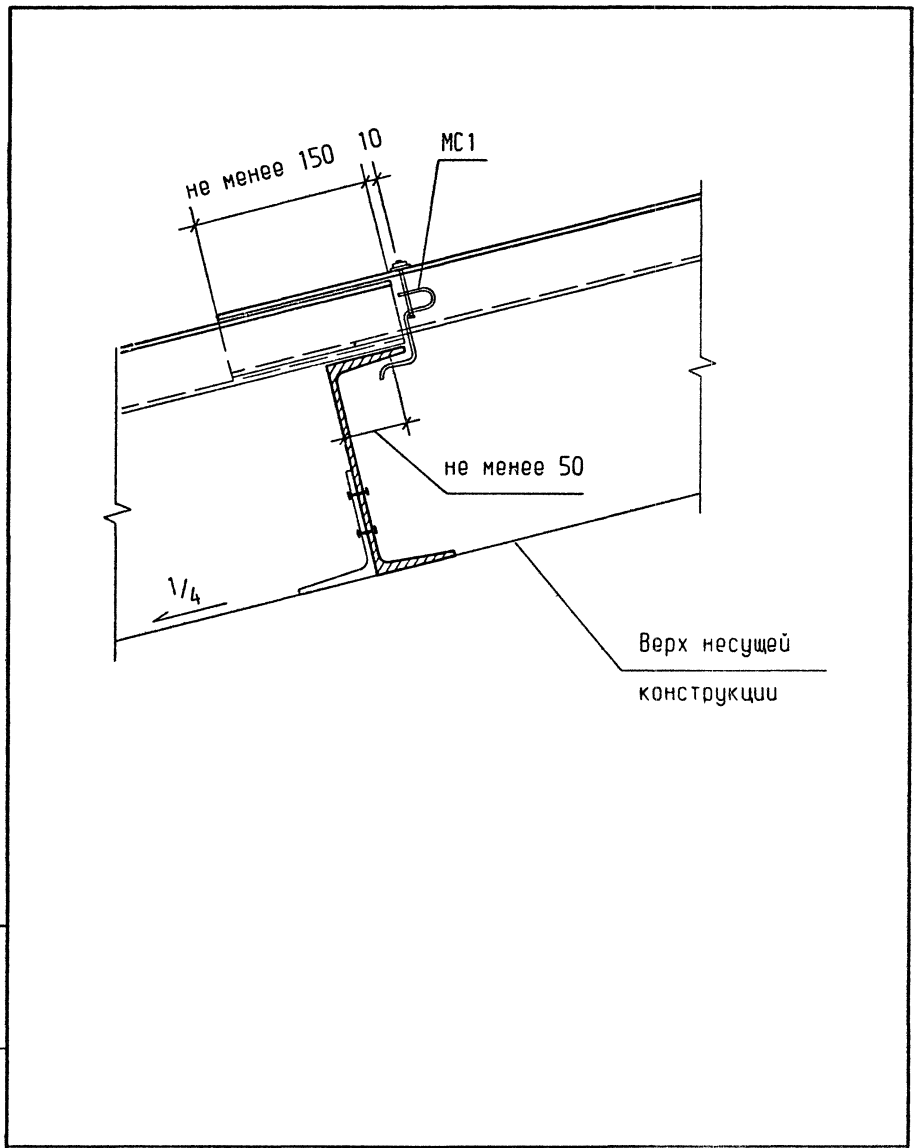 не менее 150 10
МС1
не менее 50
1/4
Верх несущей
конструкции